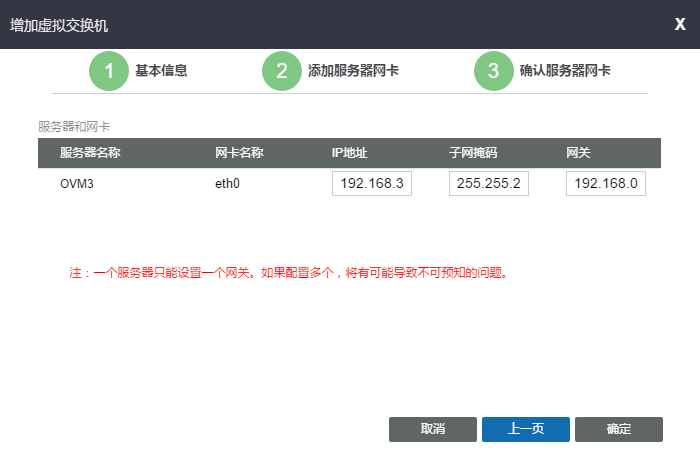 增加虚拟交换机 X
1 基本信息 2 添加服务器网卡 3 确认服务器网卡
服务器和网卡
服务器名称 网卡名称 IP地址 子网掩码 网关
OVM3 eth0 192.168.3 255.255.2 192.168.0
注：一个服务器只能设置一个网关。如果配置多个，将有可能导致不可预知的问题。
取消 上一页 确定